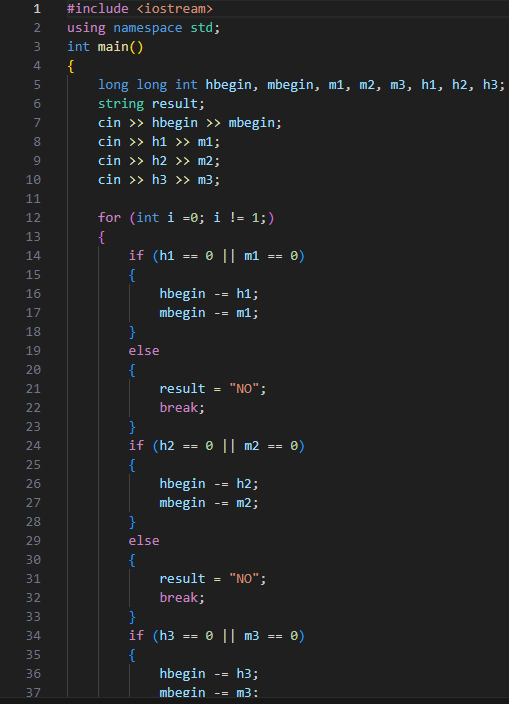 1 #include <iostream>
2 using namespace std;
3 int main()
4 {
5 long long int hbegin, mbegin, m1, m2, m3, h1, h2, h3;
6 string result;
7 cin >> hbegin >> mbegin;
8 cin >> h1 >> m1;
9 cin >> h2 >> m2;
10 cin >> h3 >> m3;
11
12 for (int i =0; i != 1;)
13 {
14 if (h1 == 0 || m1 == 0)
15 {
16 hbegin -= h1;
17 mbegin -= m1;
18 }
19 else
20 {
21 result = "NO";
22 break;
23 }
24 if (h2 == 0 || m2 == 0)
25 {
26 hbegin -= h2;
27 mbegin -= m2;
28 }
29 else
30 {
31 result = "NO";
32 break;
33 }
34 if (h3 == 0 || m3 == 0)
35 {
36 hbegin -= h3;
37 mbegin -= m3;